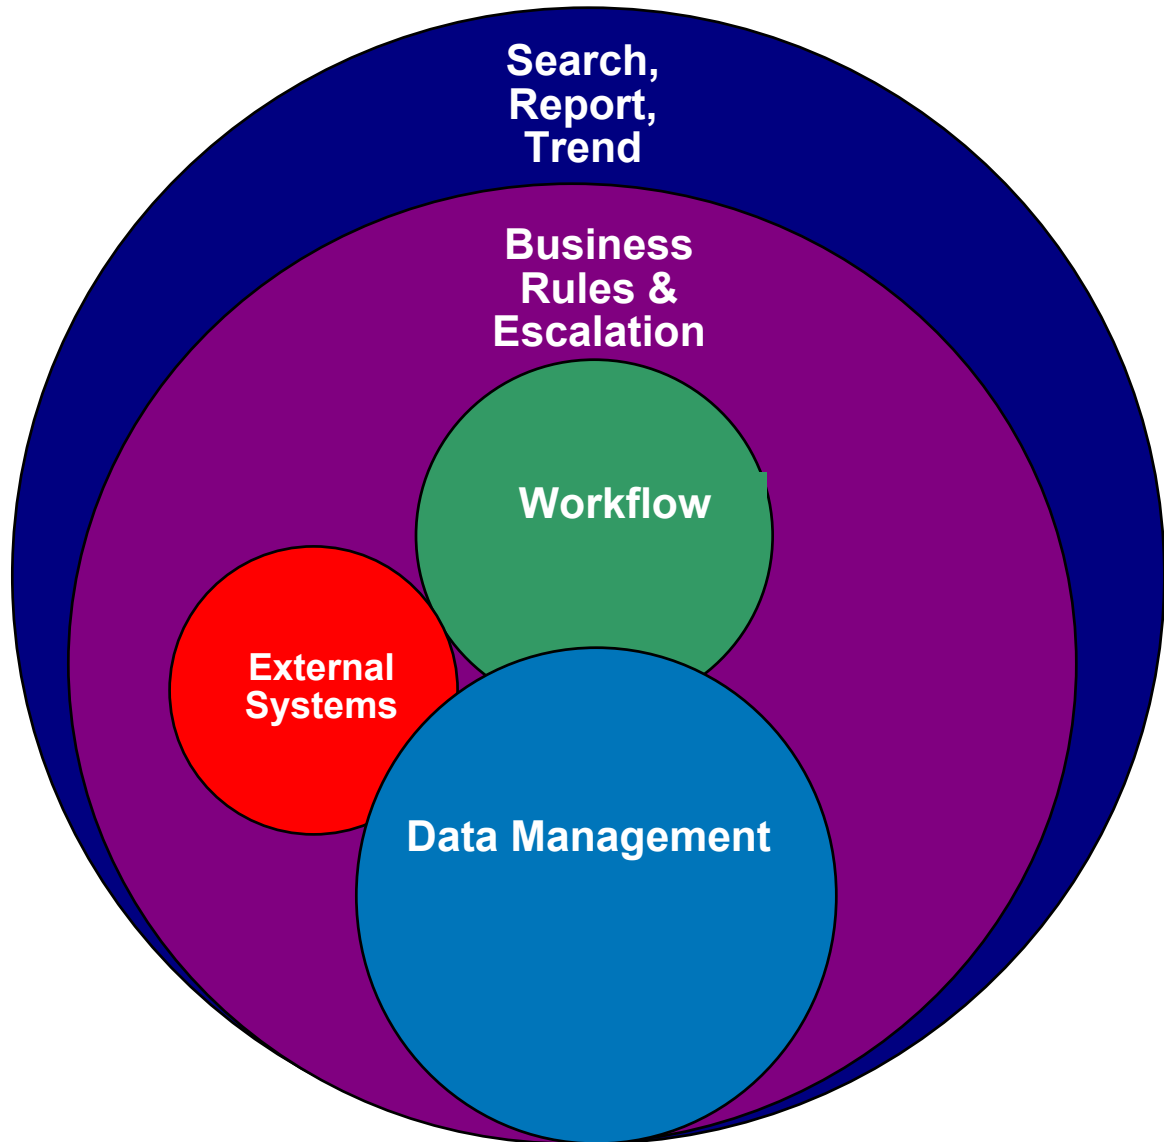 Search,
Report,
Trend
Business
Rules &
Escalation
Workflow
External
Systems
Data Management